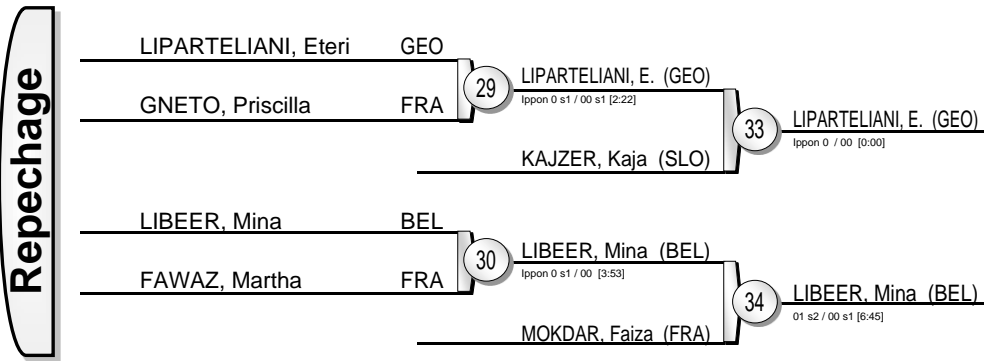 Repechage
LIPARTELIANI, Eteri GEO
GNETO, Priscilla FRA
29
LIPARTELIANI, E. (GEO)
Ippon 0 s1 / 00 s1 [2:22]
KAJZER, Kaja (SLO)
33
LIPARTELIANI, E. (GEO)
Ippon 0 / 00 [0:00]
LIBEER, Mina BEL
FAWAZ, Martha FRA
30
LIBEER, Mina (BEL)
Ippon 0 s1 / 00 [3:53]
MOKDAR, Faiza (FRA)
34
LIBEER, Mina (BEL)
01 s2 / 00 s1 [6:45]